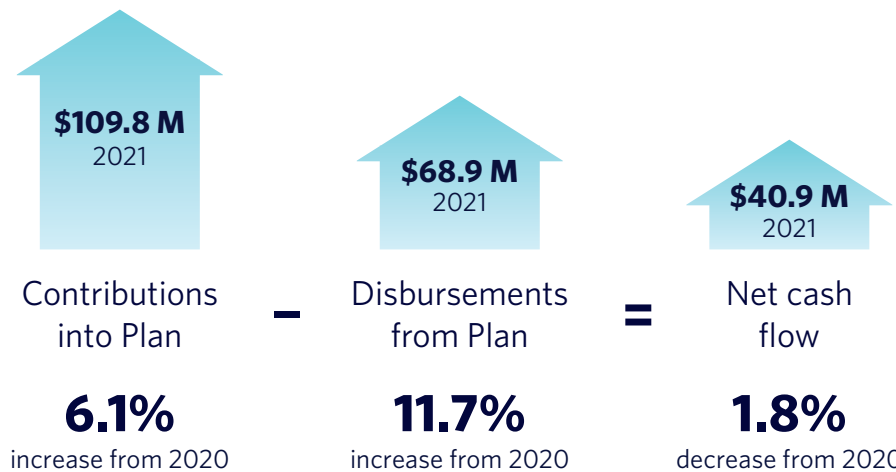 $109.8 M
2021
$68.9 M
2021
$40.9 M
2021
Contributions
into Plan
–
Disbursements
from Plan
=
Net cash
flow
6.1%
increase from 2020
11.7%
increase from 2020
1.8%
decrease from 2020